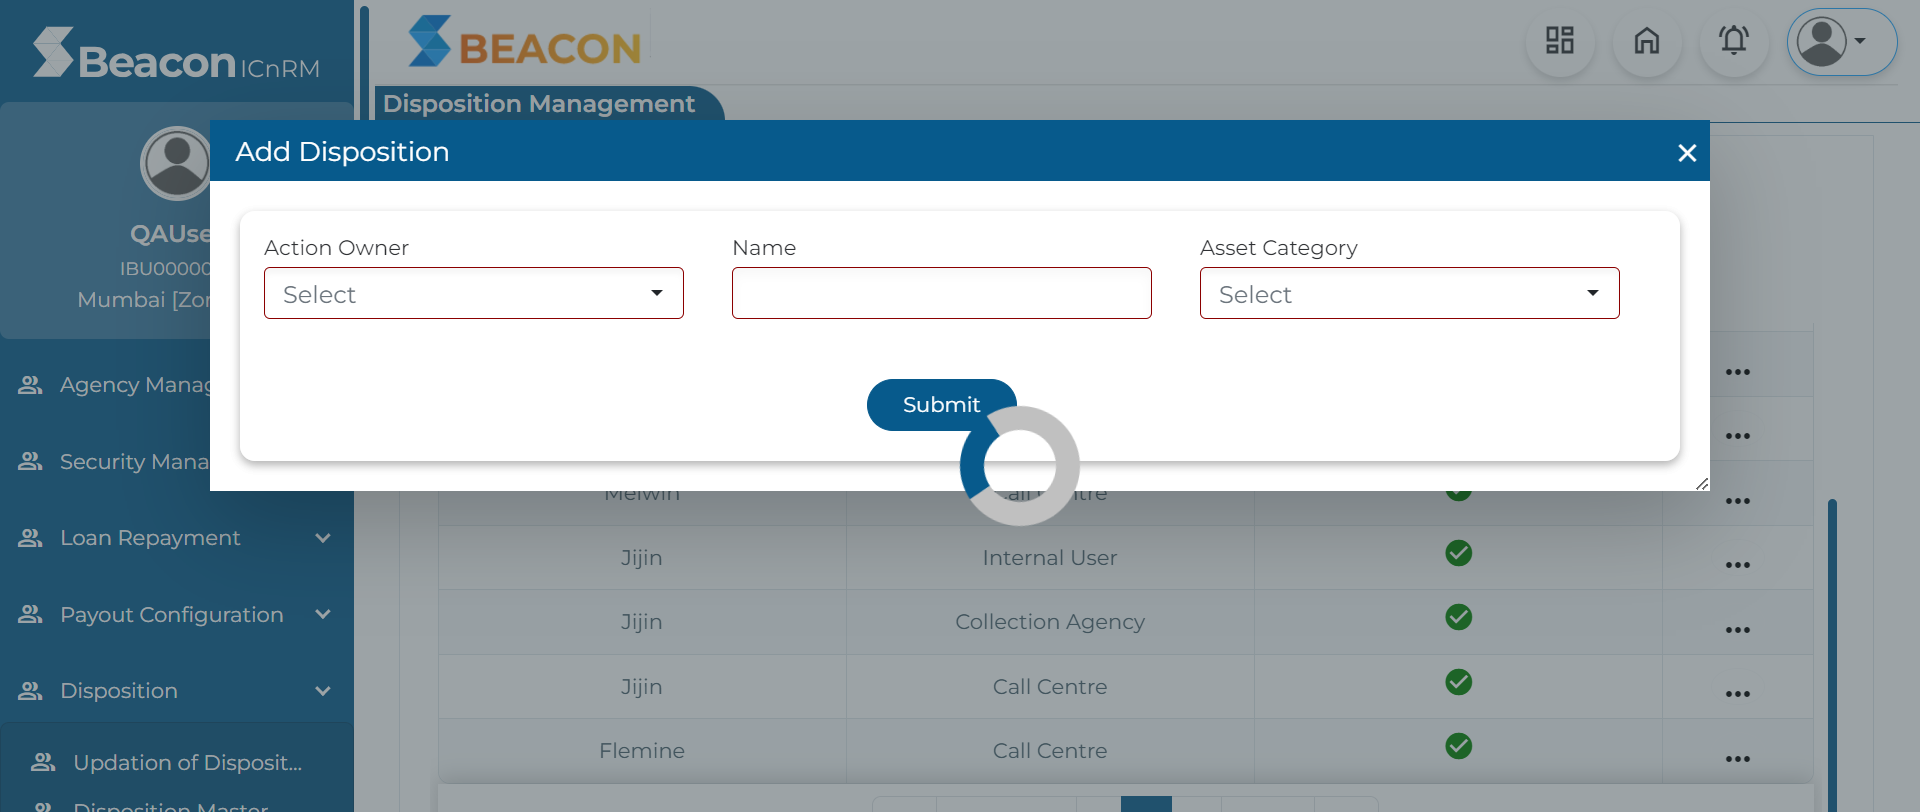 Beacon ICnRM
BEACON
Disposition Management
Add Disposition
QAUse
IBU00000
Mumbai [Zor
Action Owner
Name
Asset Category
Select
Select
Submit
Agency Manag
Security Mana
Loan Repayment
Payout Configuration
Disposition
Updation of Disposit...
Disposition Master
Melwin
Call Centre
Jijin
Internal User
Jijin
Collection Agency
Jijin
Call Centre
Flemine
Call Centre